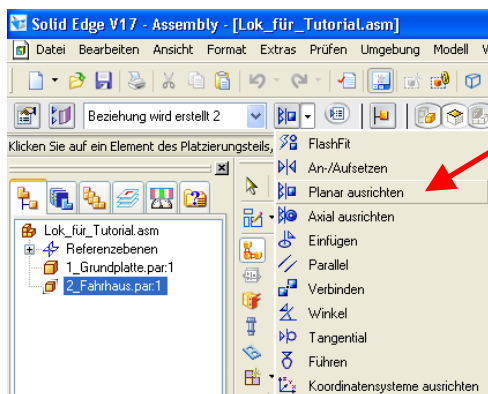 Solid Edge V17 - Assembly - [Lok_für_Tutorial.asm]
Datei Bearbeiten Ansicht Format Extras Prüfen Umgebung Modell
Beziehung wird erstellt 2
Klicken Sie auf ein Element des Platzierungsteils,
FlashFit
An-/Aufsetzen
Planar ausrichten
Axial ausrichten
Einfügen
Parallel
Verbinden
Winkel
Tangential
Führen
Koordinatensysteme ausrichten
Lok_für_Tutorial.asm
Referenzebenen
1_Grundplatte.par:1
2_Fahrhaus.par:1